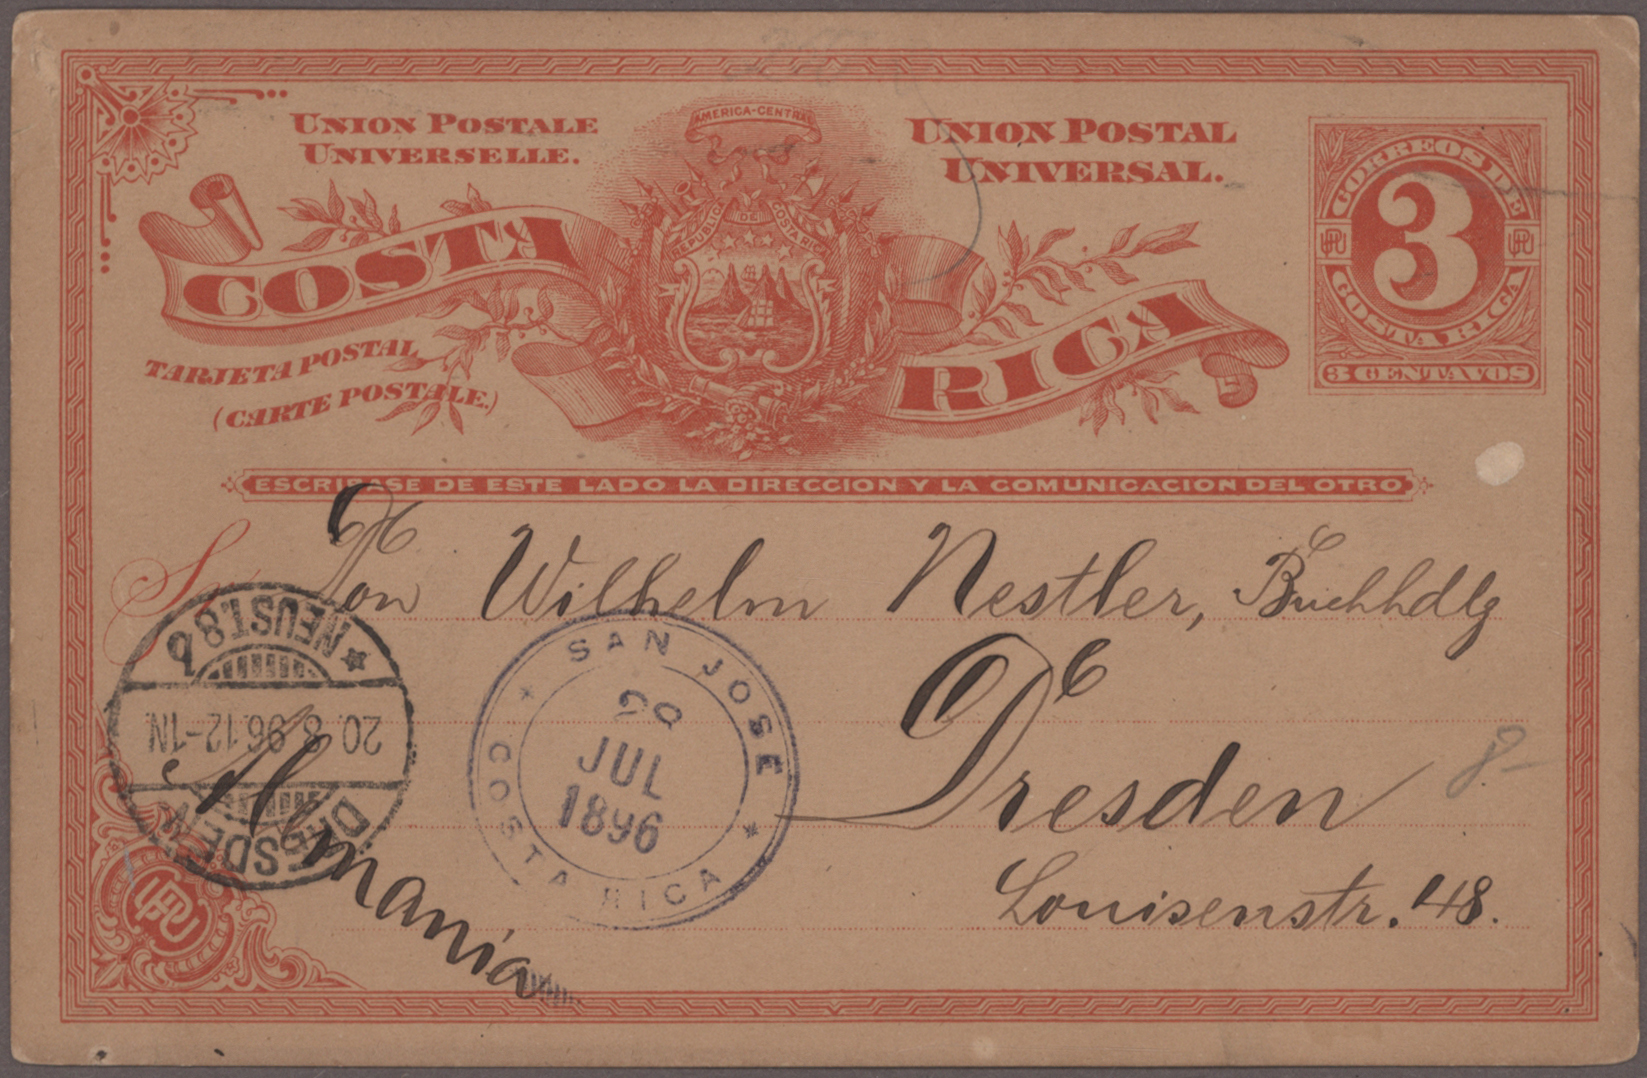 UNION POSTALE
UNIVERSELLE.
AMERICA-CENTRAL
UNION POSTAL
UNIVERSAL.
CORREOS DE
3
COSTA RICA
3 CENTAVOS
REPUBLICA DE COSTA RICA
COSTA RICA
TARJETA POSTAL
(CARTE POSTALE.)
ESCRIBASE DE ESTE LADO LA DIRECCION Y LA COMUNICACION DEL OTRO
Wilhelm Nestler, Buchhdlg
Dresden
Louisenstr. 48.
Alemania
DRESDEN
20.8.96.12-1N.
NEUST. 8
SAN JOSE
JUL
1896
COSTA RICA
UPU